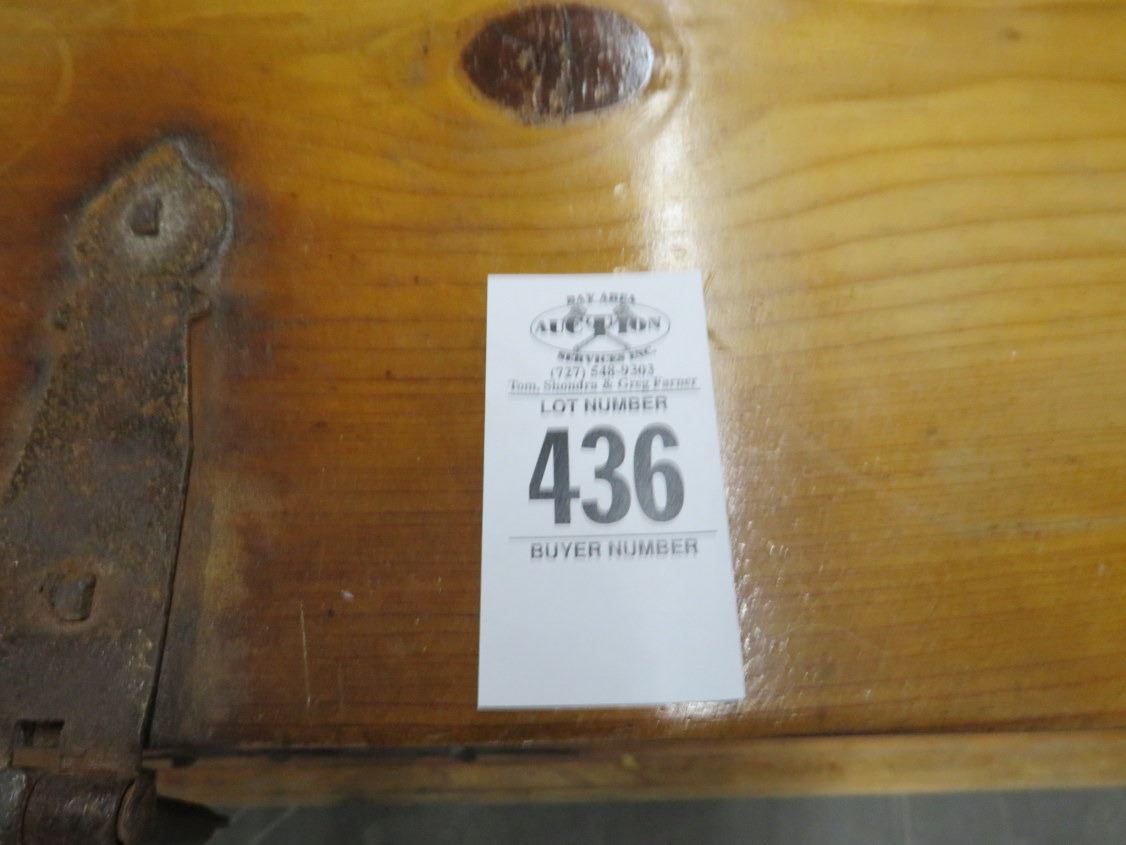 BAY AREA
AUCTION
SERVICES INC.
(727) 548-9303
Tom, Shondra & Greg Farner
LOT NUMBER
436
BUYER NUMBER